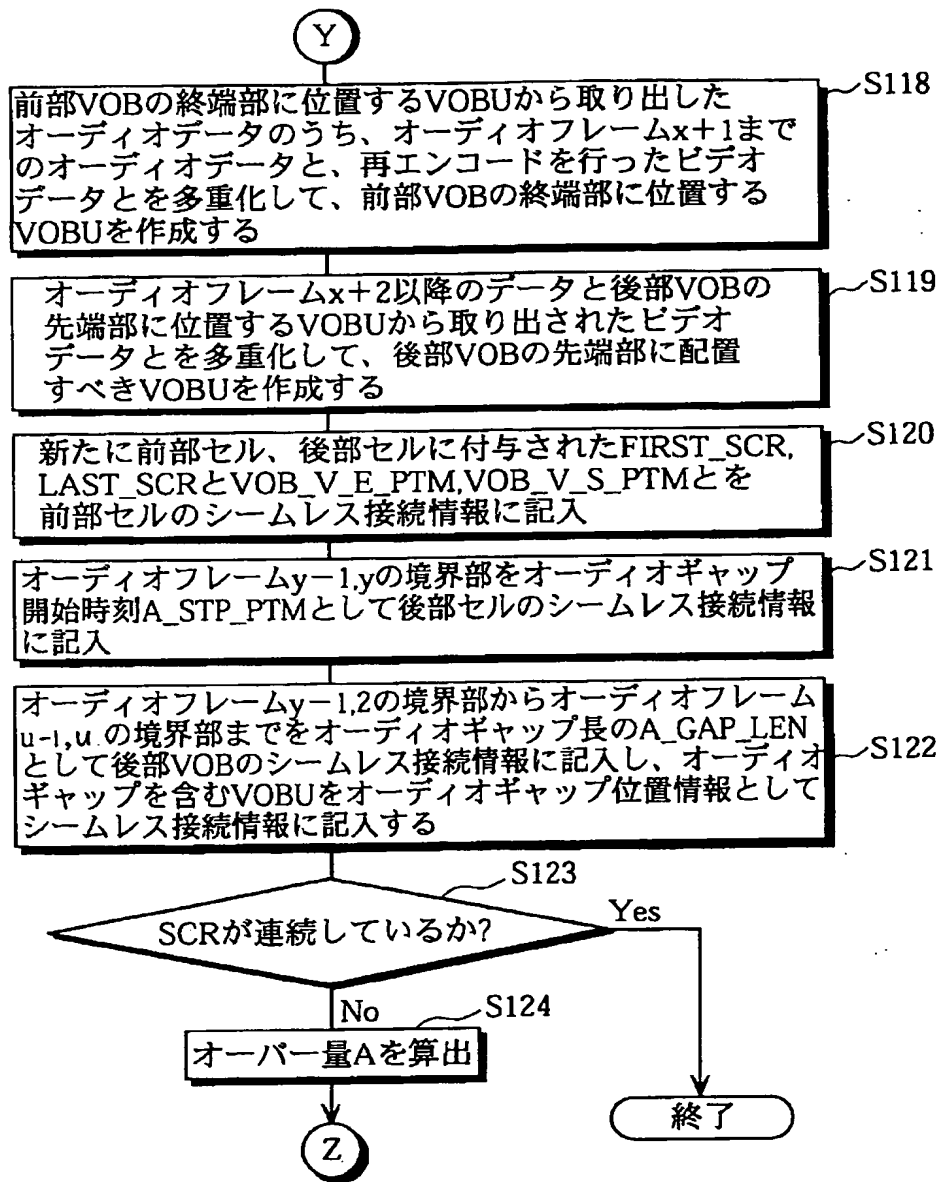 Y
S118
前部VOBの終端部に位置するVOBUから取り出した
オーディオデータのうち、オーディオフレームx+1まで
のオーディオデータと、再エンコードを行ったビデオ
データとを多重化して、前部VOBの終端部に位置する
VOBUを作成する
S119
オーディオフレームx+2以降のデータと後部VOBの
先端部に位置するVOBUから取り出されたビデオ
データとを多重化して、後部VOBの先端部に配置
すべきVOBUを作成する
S120
新たに前部セル、後部セルに付与されたFIRST_SCR,
LAST_SCRとVOB_V_E_PTM,VOB_V_S_PTMとを
前部セルのシームレス接続情報に記入
S121
オーディオフレームy-1,yの境界部をオーディオギャップ
開始時刻A_STP_PTMとして後部セルのシームレス接続情報
に記入
S122
オーディオフレームy-1,2の境界部からオーディオフレーム
u-1,u.の境界部までをオーディオギャップ長のA_GAP_LEN
として後部VOBのシームレス接続情報に記入し、オーディオ
ギャップを含むVOBUをオーディオギャップ位置情報として
シームレス接続情報に記入する
S123
SCRが連続しているか?
Yes
No
S124
オーバー量Aを算出
終了
Z